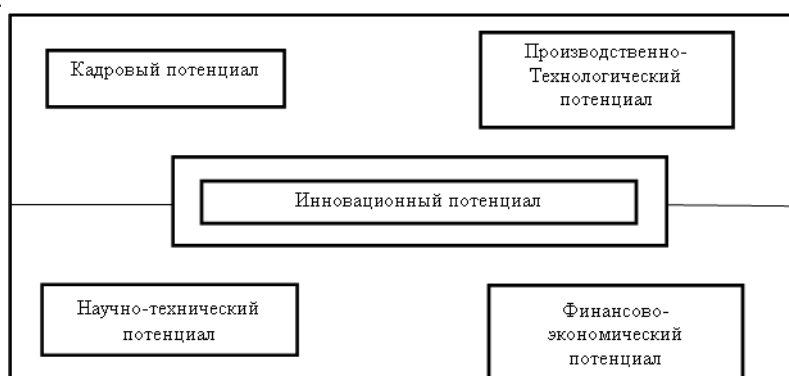 Кадровый потенциал
Производственно-
Технологический
потенциал
Инновационный потенциал
Научно-технический
потенциал
Финансово-
экономический
потенциал